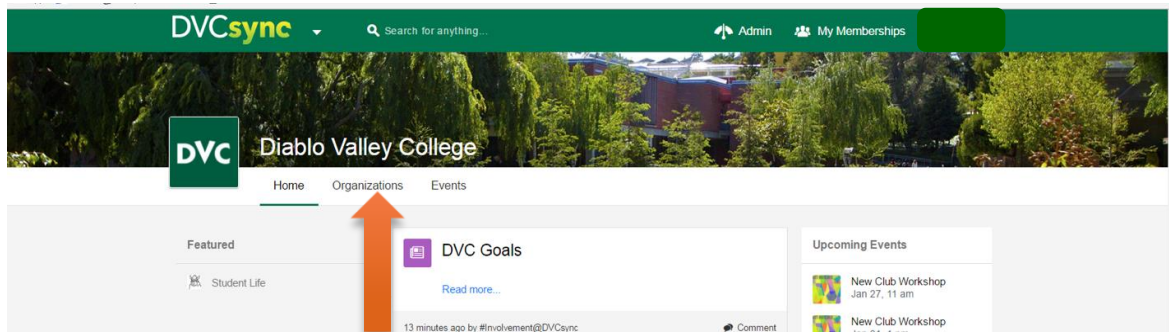 DVCsync
Search for anything...
Admin
My Memberships
DVC
Diablo Valley College
Home
Organizations
Events
Featured
Student Life
DVC Goals
Read more...
13 minutes ago by #Involvement@DVCsync
Comment
Upcoming Events
New Club Workshop
Jan 27, 11 am
New Club Workshop